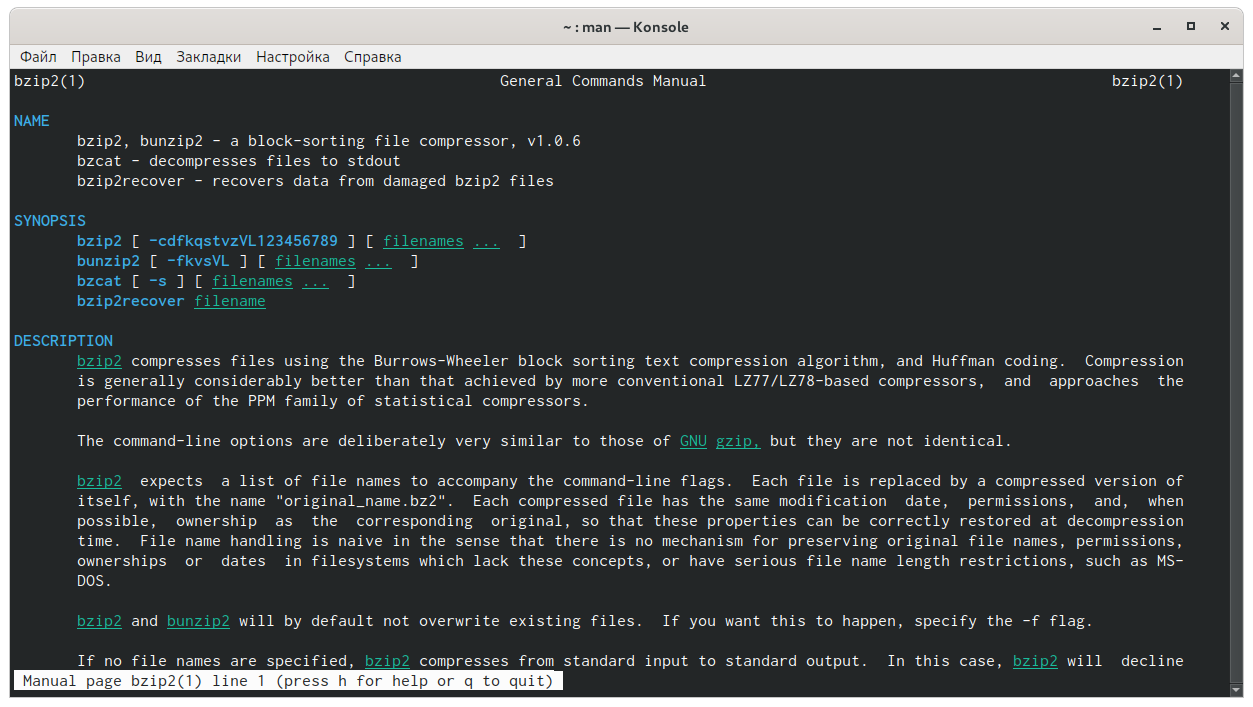 ~ : man — Konsole
Файл Правка Вид Закладки Настройка Справка
bzip2(1) General Commands Manual bzip2(1)
NAME
bzip2, bunzip2 − a block-sorting file compressor, v1.0.6
bzcat − decompresses files to stdout
bzip2recover − recovers data from damaged bzip2 files
SYNOPSIS
bzip2 [ −cdfkqstvzVL123456789 ] [ filenames ... ]
bunzip2 [ −fkvsVL ] [ filenames ... ]
bzcat [ −s ] [ filenames ... ]
bzip2recover filename
DESCRIPTION
bzip2 compresses files using the Burrows-Wheeler block sorting text compression algorithm, and Huffman coding. Compression
is generally considerably better than that achieved by more conventional LZ77/LZ78-based compressors, and approaches the
performance of the PPM family of statistical compressors.
The command-line options are deliberately very similar to those of GNU gzip, but they are not identical.
bzip2 expects a list of file names to accompany the command-line flags. Each file is replaced by a compressed version of
itself, with the name "original_name.bz2". Each compressed file has the same modification date, permissions, and, when
possible, ownership as the corresponding original, so that these properties can be correctly restored at decompression
time. File name handling is naive in the sense that there is no mechanism for preserving original file names, permissions,
ownerships or dates in filesystems which lack these concepts, or have serious file name length restrictions, such as MS-
DOS.
bzip2 and bunzip2 will by default not overwrite existing files. If you want this to happen, specify the −f flag.
If no file names are specified, bzip2 compresses from standard input to standard output. In this case, bzip2 will decline
Manual page bzip2(1) line 1 (press h for help or q to quit)